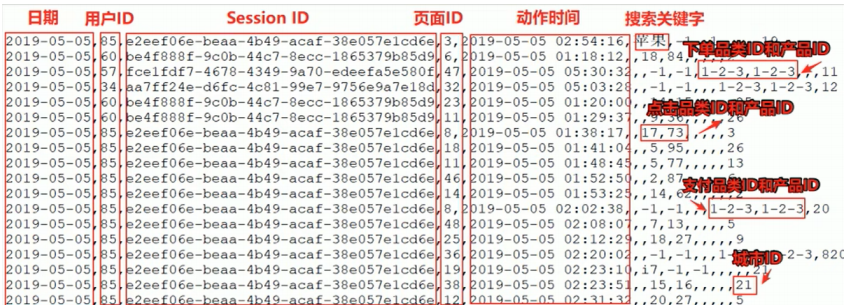 日期 用户ID Session ID 页面ID 动作时间 搜索关键字
2019-05-05,85,e2eef06e-beaa-4b49-acaf-38e057e1cd6e,3,2019-05-05 02:54:16,苹果,-1,-1,,,,,19
下单品类ID和产品ID
2019-05-05,60,be4f888f-9c0b-44c7-8ecc-1865379b85d9,6,2019-05-05 01:18:12,,18,84,,,,,2
2019-05-05,57,fce1fdf7-4678-4349-9a70-edeefa5e580f,47,2019-05-05 05:30:32,,-1,-1,1-2-3,1-2-3,,,11
2019-05-05,34,aa7ff24e-d6fc-4c81-99e7-9756e9a7e18d,32,2019-05-05 05:03:28,,-1,-1,,,1-2-3,1-2-3,12
2019-05-05,60,be4f888f-9c0b-44c7-8ecc-1865379b85d9,23,2019-05-05 01:20:00
点击品类ID和产品ID
2019-05-05,60,be4f888f-9c0b-44c7-8ecc-1865379b85d9,11,2019-05-05 01:29:37
2019-05-05,85,e2eef06e-beaa-4b49-acaf-38e057e1cd6e,8,2019-05-05 01:38:17,,17,73,,,,,3
2019-05-05,85,e2eef06e-beaa-4b49-acaf-38e057e1cd6e,18,2019-05-05 01:41:04,,5,95,,,,,26
2019-05-05,85,e2eef06e-beaa-4b49-acaf-38e057e1cd6e,11,2019-05-05 01:48:45,,5,77,,,,,13
2019-05-05,85,e2eef06e-beaa-4b49-acaf-38e057e1cd6e,46,2019-05-05 01:52:50,,2,87
支付品类ID和产品ID
2019-05-05,85,e2eef06e-beaa-4b49-acaf-38e057e1cd6e,14,2019-05-05 01:53:25,,14,62
2019-05-05,85,e2eef06e-beaa-4b49-acaf-38e057e1cd6e,8,2019-05-05 02:02:38,,-1,-1,,,1-2-3,1-2-3,20
2019-05-05,85,e2eef06e-beaa-4b49-acaf-38e057e1cd6e,48,2019-05-05 02:08:07,,7,13,,,,,5
2019-05-05,85,e2eef06e-beaa-4b49-acaf-38e057e1cd6e,25,2019-05-05 02:12:29,,18,27,,,,,9
2019-05-05,85,e2eef06e-beaa-4b49-acaf-38e057e1cd6e,36,2019-05-05 02:20:02,,-1,-1
城市ID
2019-05-05,85,e2eef06e-beaa-4b49-acaf-38e057e1cd6e,19,2019-05-05 02:23:10,i7,-1,-1,,,,,21
2019-05-05,85,e2eef06e-beaa-4b49-acaf-38e057e1cd6e,38,2019-05-05 02:23:51,,15,16,,,,,21
2019-05-05,85,e2eef06e-beaa-4b49-acaf-38e057e1cd6e,12,2019-05-05 02:31:32,,20,27,,,,,5